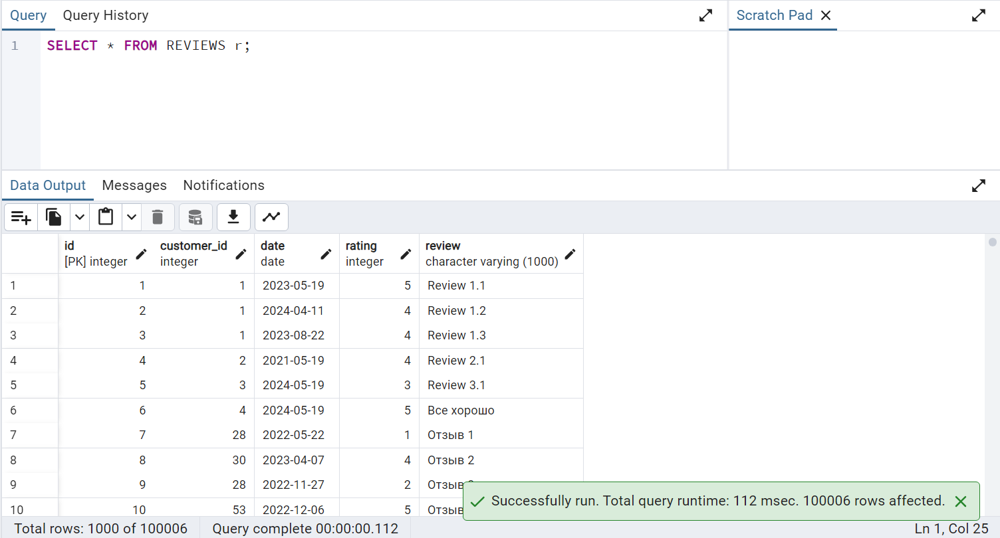 Query Query History Scratch Pad
1 SELECT * FROM REVIEWS r;
Data Output Messages Notifications
id customer_id date rating review
[PK] integer integer date integer character varying (1000)
1 1 1 2023-05-19 5 Review 1.1
2 2 1 2024-04-11 4 Review 1.2
3 3 1 2023-08-22 4 Review 1.3
4 4 2 2021-05-19 4 Review 2.1
5 5 3 2024-05-19 3 Review 3.1
6 6 4 2024-05-19 5 Все хорошо
7 7 28 2022-05-22 1 Отзыв 1
8 8 30 2023-04-07 4 Отзыв 2
9 9 28 2022-11-27 2 Отзыв
10 10 53 2022-12-06 5 Отзыв
Successfully run. Total query runtime: 112 msec. 100006 rows affected.
Total rows: 1000 of 100006 Query complete 00:00:00.112 Ln 1, Col 25